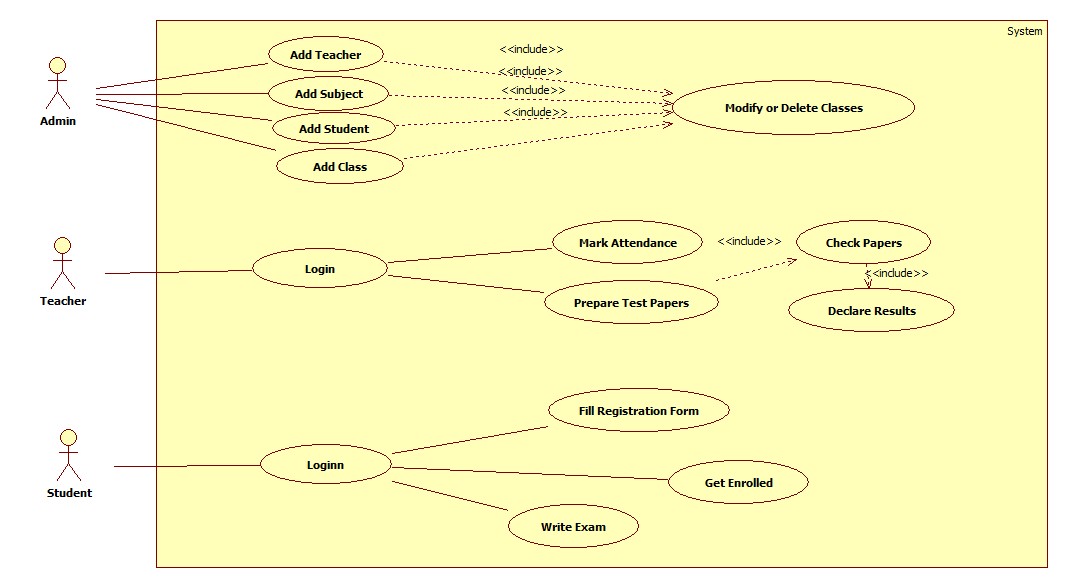 System
Add Teacher
<<include>>
<<include>>
Add Subject
<<include>>
Modify or Delete Classes
<<include>>
Admin
Add Student
Add Class
Mark Attendance
<<include>>
Check Papers
Login
<<include>>
Teacher
Prepare Test Papers
Declare Results
Fill Registration Form
Loginn
Get Enrolled
Student
Write Exam